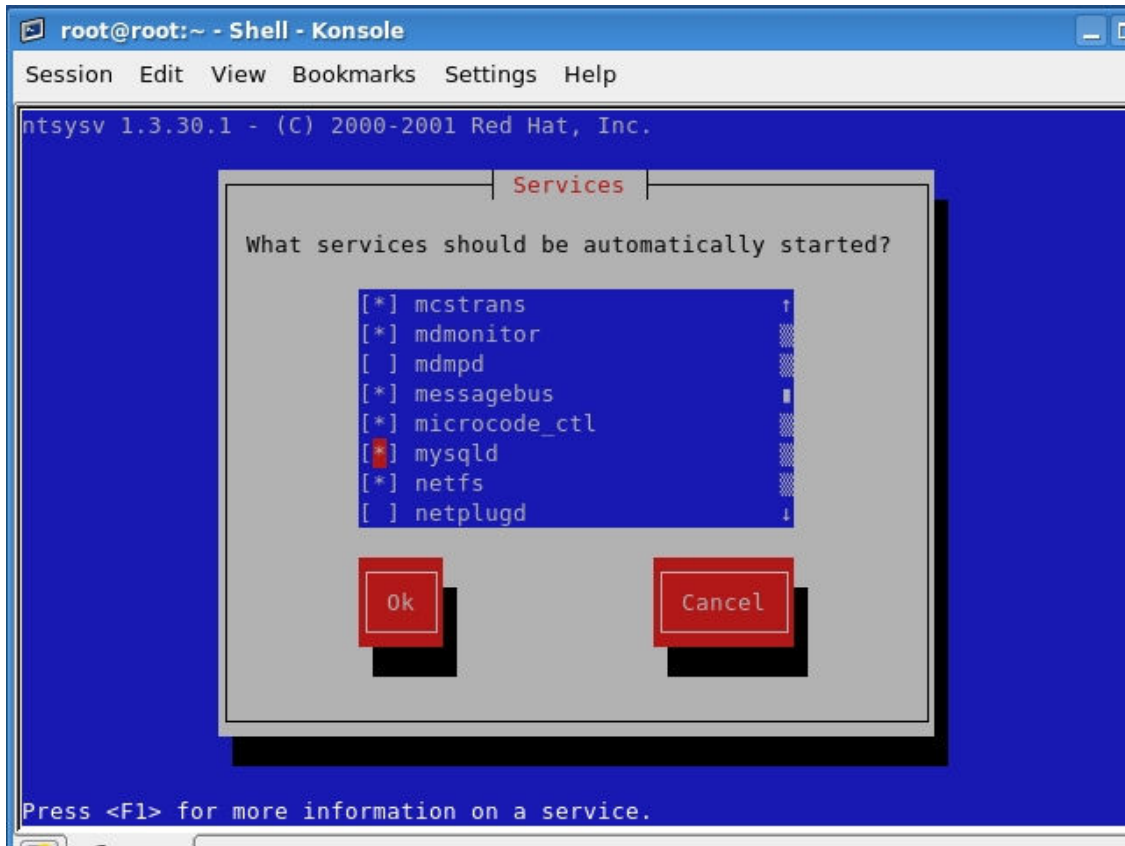 root@root:~ - Shell - Konsole
Session Edit View Bookmarks Settings Help
ntsysv 1.3.30.1 - (C) 2000-2001 Red Hat, Inc.
Services
What services should be automatically started?
[*] mcstrans
[*] mdmonitor
[ ] mdmpd
[*] messagebus
[*] microcode_ctl
[*] mysqld
[*] netfs
[ ] netplugd
Ok Cancel
Press <F1> for more information on a service.